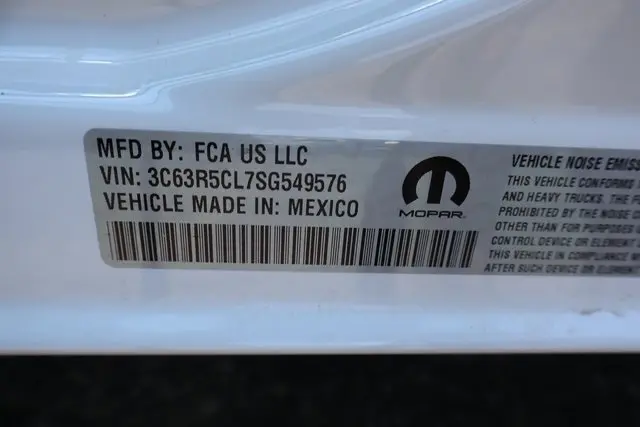 MFD BY: FCA US LLC
VIN: 3C63R5CL7SG549576
VEHICLE MADE IN: MEXICO
MOPAR
VEHICLE NOISE EMISS
THIS VEHICLE CONFORMS
AND HEAVY TRUCKS. THE FO
PROHIBITED BY THE NOISE
OTHER THAN FOR PURPOSES
CONTROL DEVICE OR ELEMENT
THIS VEHICLE IN COMPLIANCE W
AFTER SUCH DEVICE OR ELEMEN